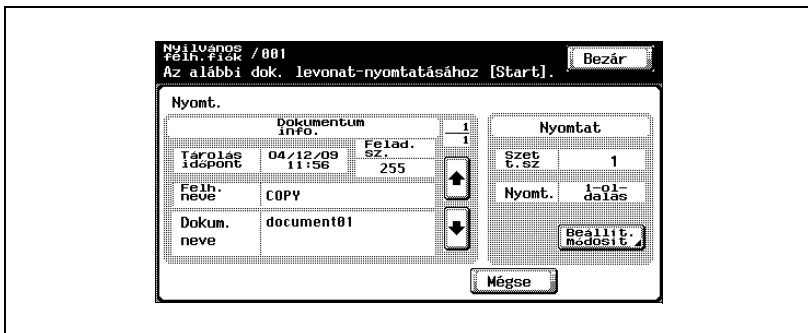 Nyilvános
felh.fiók /001
Bezár
Az alábbi dok. levonat-nyomtatásához [Start].
Nyomt.
Dokumentum
info.
1
1
Tárolás
időpont
04/12/09
11:56
Felad.
sz.
255
Felh.
neve
COPY
Dokum.
neve
document01
Nyomtat
Szet
t.sz
1
Nyomt.
1-ol-
dalas
Beállít.
módosít
Mégse